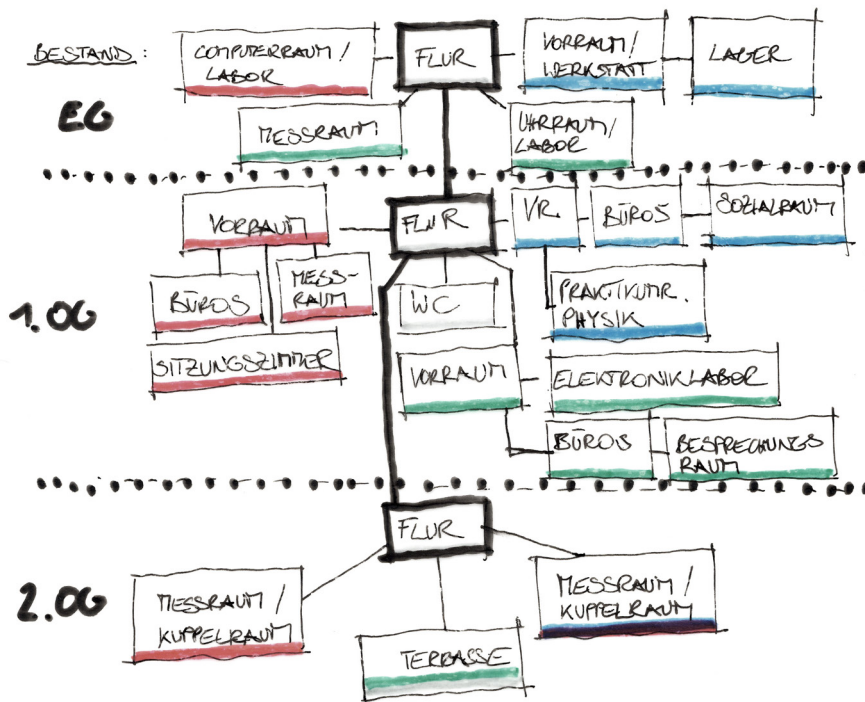 BESTAND:
EG
COMPUTERRAUM /
LABOR
FLUR
VORRAUM/
WERKSTATT
LAGER
MESSRAUM
UHRRAUM/
LABOR
1.OG
VORRAUM
FLUR
VR.
BÜROS
SOZIALRAUM
BÜROS
MESS-
RAUM
WC
PRAKTIKUMR.
PHYSIK
SITZUNGSZIMMER
VORRAUM
ELEKTRONIKLABOR
BÜROS
BESPRECHUNGS
RAUM
2.OG
FLUR
MESSRAUM /
KUPPELRAUM
MESSRAUM /
KUPPELRAUM
TERRASSE